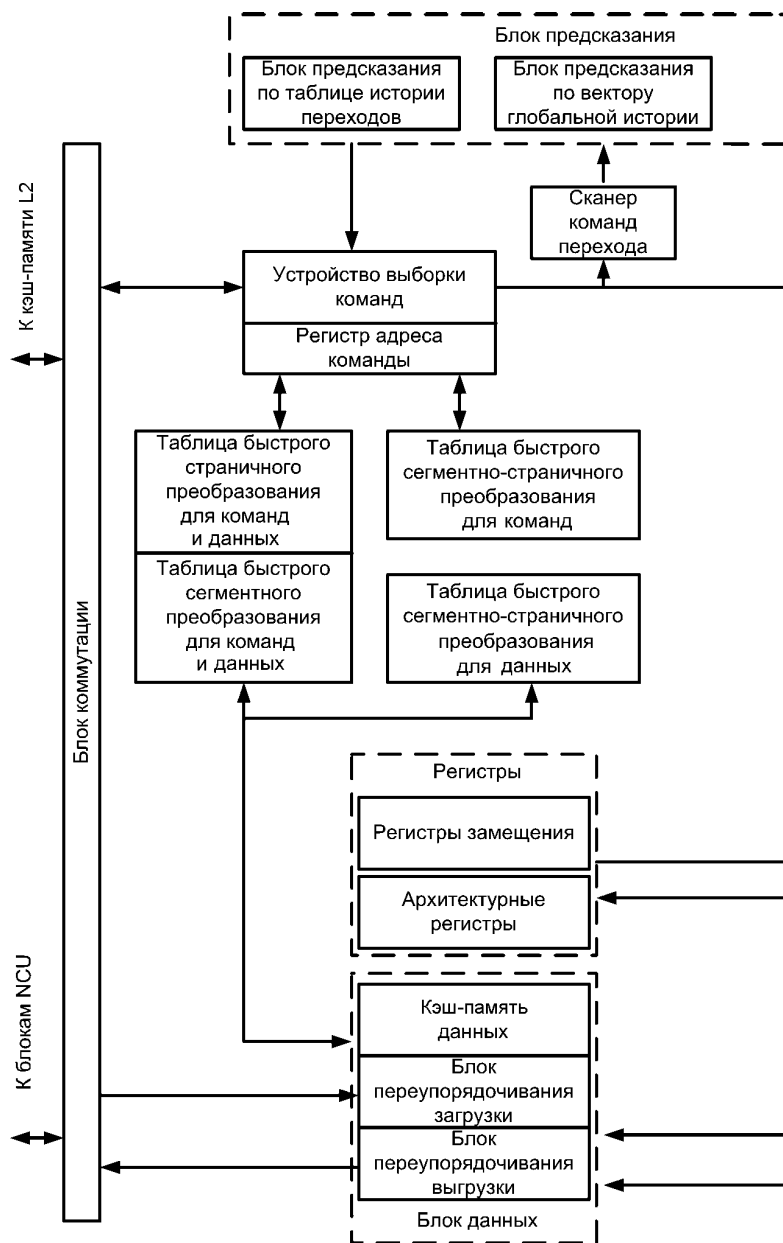 Блок предсказания
Блок предсказания
по таблице истории
переходов
Блок предсказания
по вектору
глобальной истории
К кэш-памяти L2
Сканер
команд
перехода
Устройство выборки
команд
Регистр адреса
команды
Таблица быстрого
страничного
преобразования
для команд
и данных
Таблица быстрого
сегментно-страничного
преобразования
для команд
Таблица быстрого
сегментного
преобразования
для команд
и данных
Таблица быстрого
сегментно-страничного
преобразования
для данных
Блок коммутации
Регистры
Регистры замещения
Архитектурные
регистры
К блокам NCU
Кэш-память
данных
Блок
переупорядочивания
загрузки
Блок
переупорядочивания
выгрузки
Блок данных